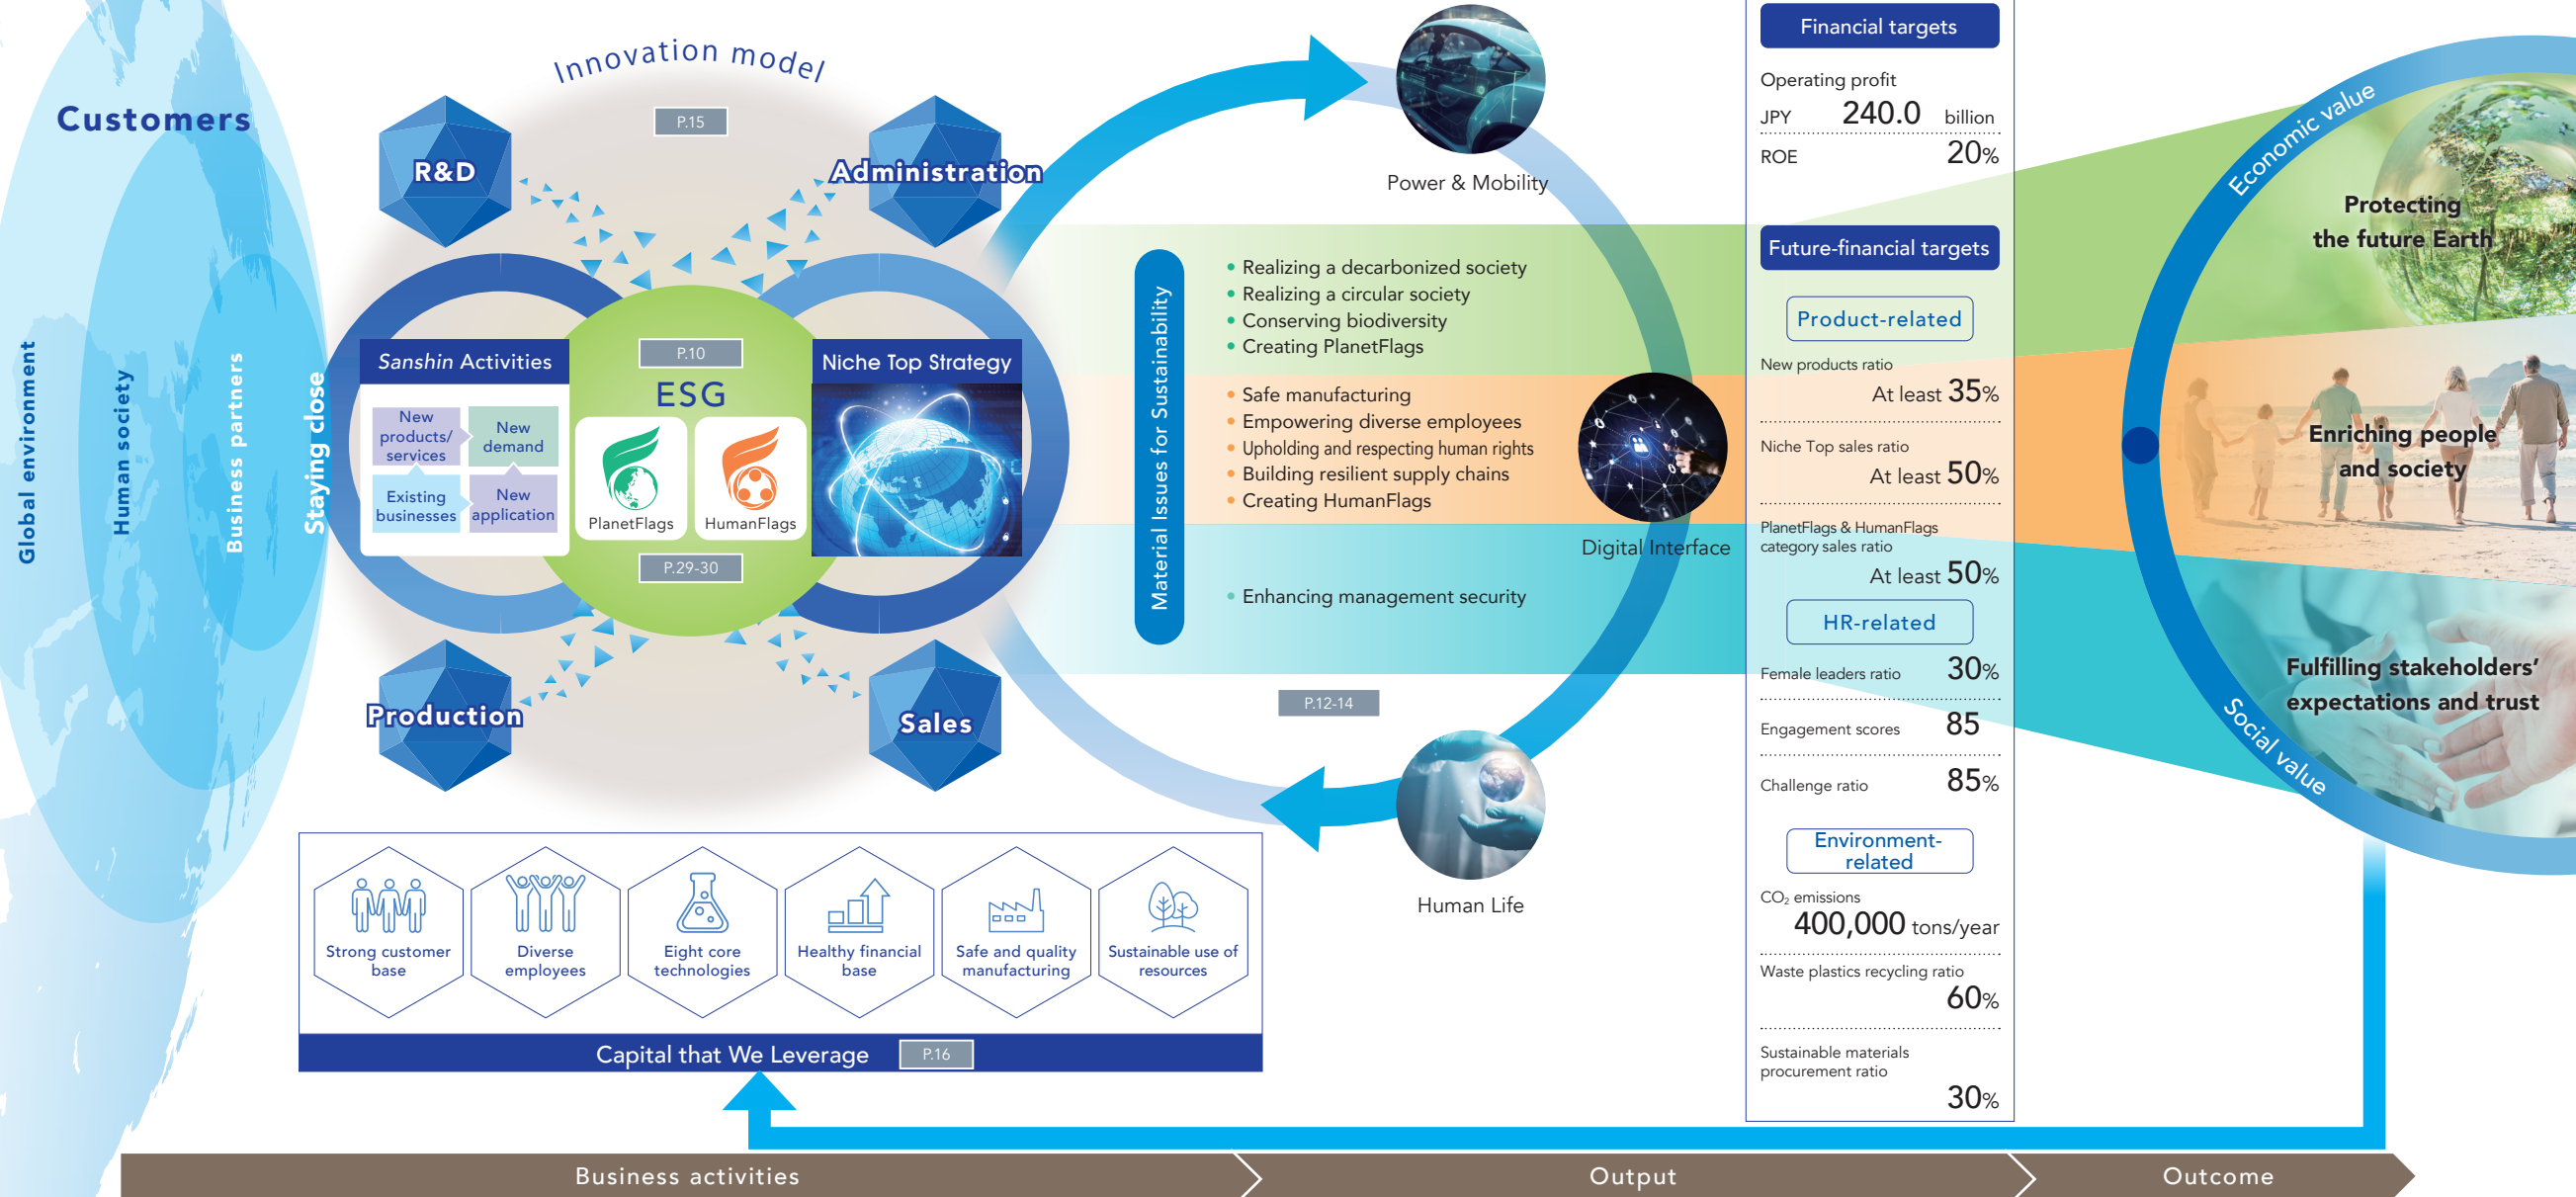 Customers
Global environment
Human society
Business partners
Staying close
Innovation model
P.15
R&D
Administration
Sanshin Activities
New
products/
services
New
demand
Existing
businesses
New
application
P.10
ESG
PlanetFlags
HumanFlags
P.29-30
Niche Top Strategy
Production
Sales
Strong customer
base
Diverse
employees
Eight core
technologies
Healthy financial
base
Safe and quality
manufacturing
Sustainable use of
resources
Capital that We Leverage
P.16
Power & Mobility
Material Issues for Sustainability
• Realizing a decarbonized society
• Realizing a circular society
• Conserving biodiversity
• Creating PlanetFlags
• Safe manufacturing
• Empowering diverse employees
• Upholding and respecting human rights
• Building resilient supply chains
• Creating HumanFlags
• Enhancing management security
Digital Interface
P.12-14
Human Life
Financial targets
Operating profit
JPY 240.0 billion
ROE 20%
Future-financial targets
Product-related
New products ratio
At least 35%
Niche Top sales ratio
At least 50%
PlanetFlags & HumanFlags
category sales ratio
At least 50%
HR-related
Female leaders ratio 30%
Engagement scores 85
Challenge ratio 85%
Environment-
related
CO₂ emissions
400,000 tons/year
Waste plastics recycling ratio
60%
Sustainable materials
procurement ratio
30%
Economic value
Protecting
the future Earth
Enriching people
and society
Fulfilling stakeholders’
expectations and trust
Social value
Business activities
Output
Outcome